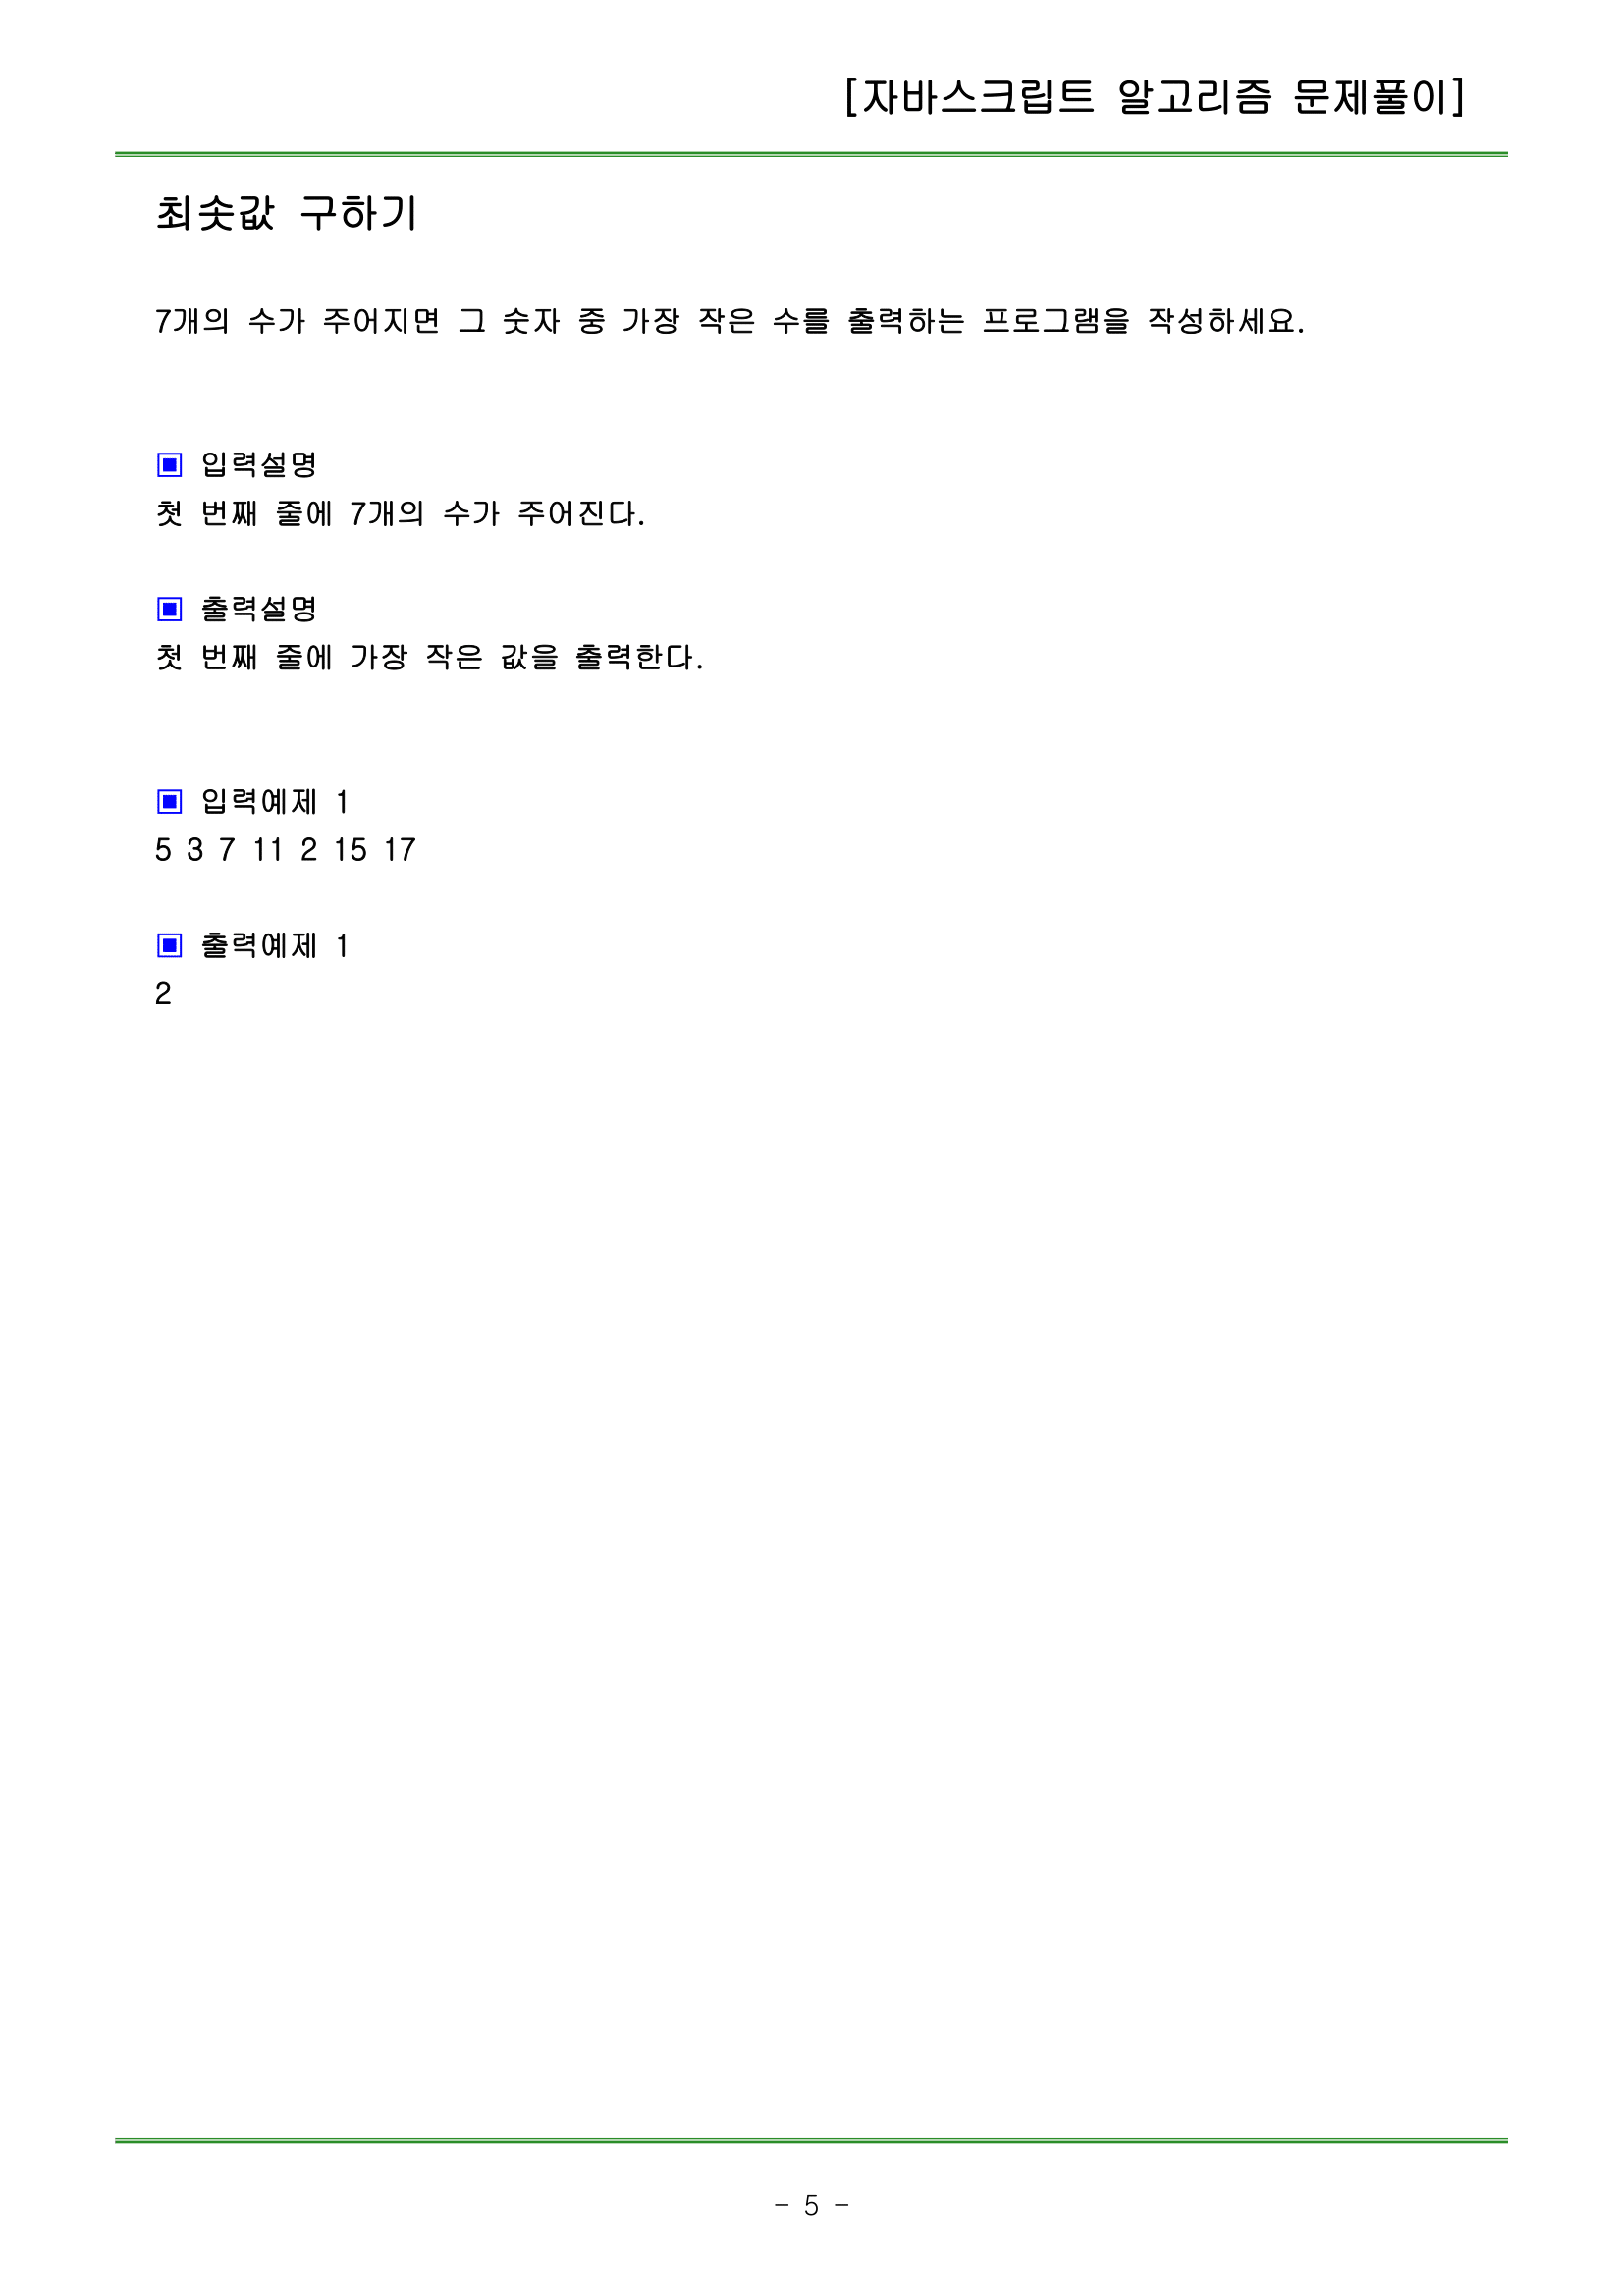 [자바스크립트 알고리즘 문제풀이]
최솟값 구하기
7개의 수가 주어지면 그 숫자 중 가장 작은 수를 출력하는 프로그램을 작성하세요.
▣ 입력설명
첫 번째 줄에 7개의 수가 주어진다.
▣ 출력설명
첫 번째 줄에 가장 작은 값을 출력한다.
▣ 입력예제 1
5 3 7 11 2 15 17
▣ 출력예제 1
2
- 5 -